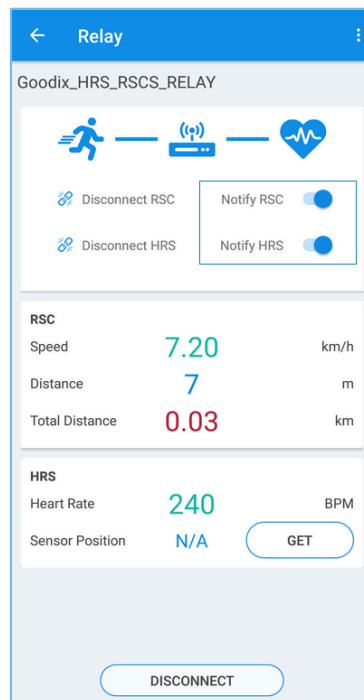 Relay
Goodix_HRS_RSCS_RELAY
Disconnect RSC Notify RSC
Disconnect HRS Notify HRS
RSC
Speed 7.20 km/h
Distance 7 m
Total Distance 0.03 km
HRS
Heart Rate 240 BPM
Sensor Position N/A GET
DISCONNECT